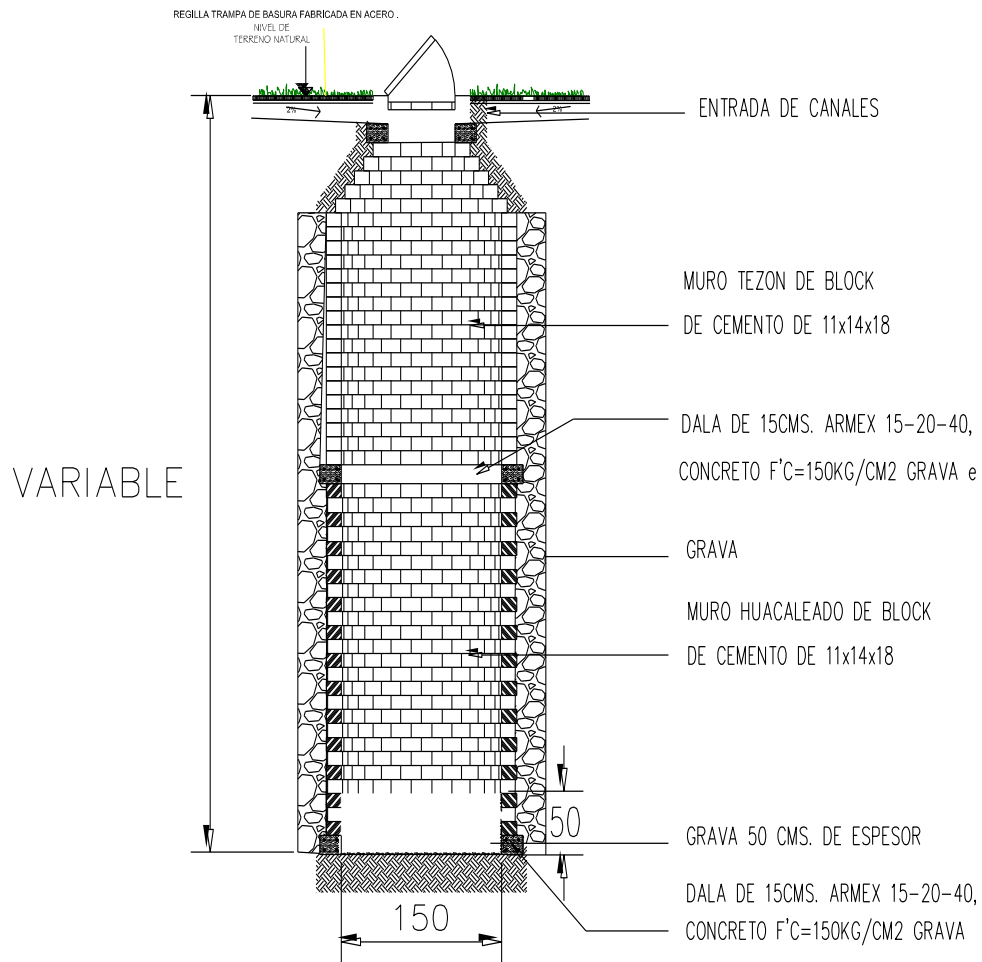 REGILLA TRAMPA DE BASURA FABRICADA EN ACERO .
NIVEL DE
TERRENO NATURAL
2%
2%
ENTRADA DE CANALES
MURO TEZON DE BLOCK
DE CEMENTO DE 11x14x18
DALA DE 15CMS. ARMEX 15-20-40,
CONCRETO F'C=150KG/CM2 GRAVA e
VARIABLE
GRAVA
MURO HUACALEADO DE BLOCK
DE CEMENTO DE 11x14x18
50
GRAVA 50 CMS. DE ESPESOR
DALA DE 15CMS. ARMEX 15-20-40,
CONCRETO F'C=150KG/CM2 GRAVA
150